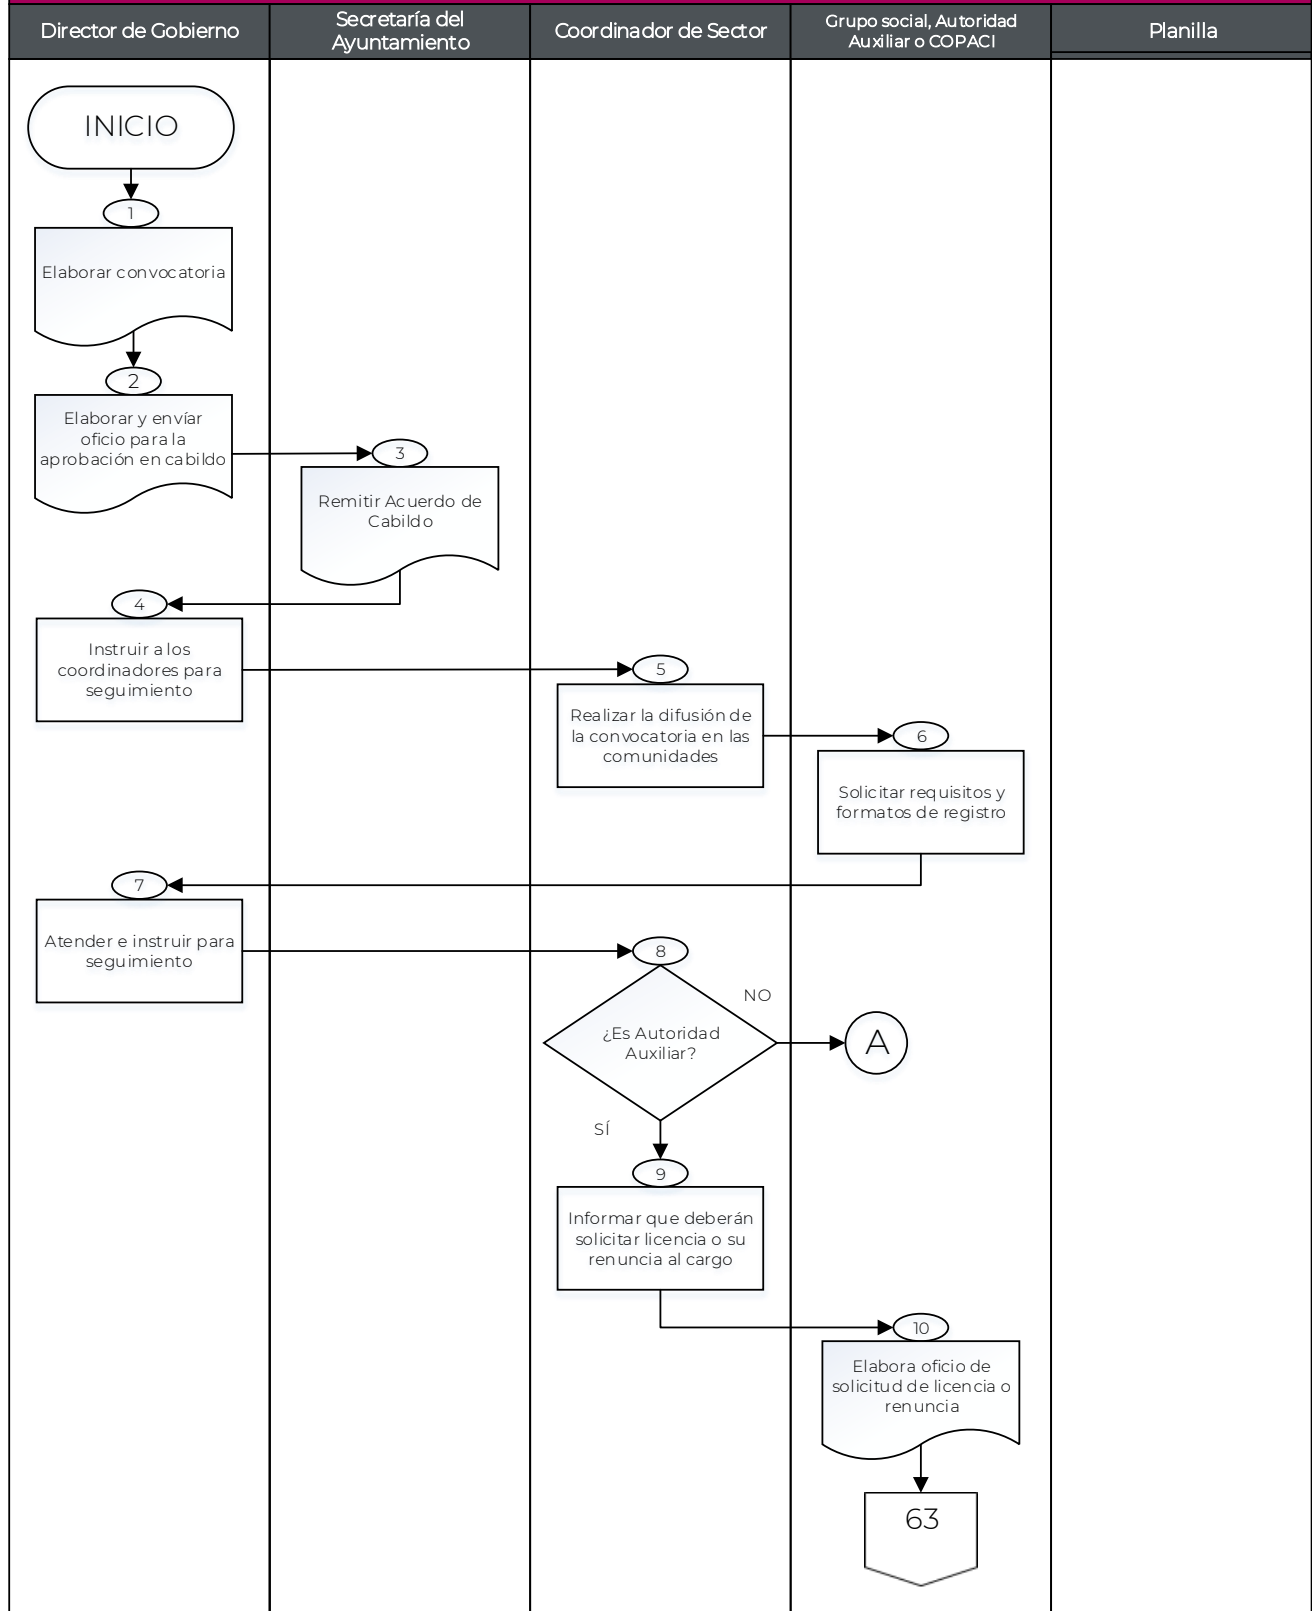 Director de Gobierno
Secretaría del
Ayuntamiento
Coordinador de Sector
Grupo social, Autoridad
Auxiliar o COPACI
Planilla
INICIO
1
Elaborar convocatoria
2
Elaborar y envíar
oficio para la
aprobación en cabildo
3
Remitir Acuerdo de
Cabildo
4
Instruir a los
coordinadores para
seguimiento
5
Realizar la difusión de
la convocatoria en las
comunidades
6
Solicitar requisitos y
formatos de registro
7
Atender e instruir para
seguimiento
8
¿Es Autoridad
Auxiliar?
NO
A
SÍ
9
Informar que deberán
solicitar licencia o su
renuncia al cargo
10
Elabora oficio de
solicitud de licencia o
renuncia
63